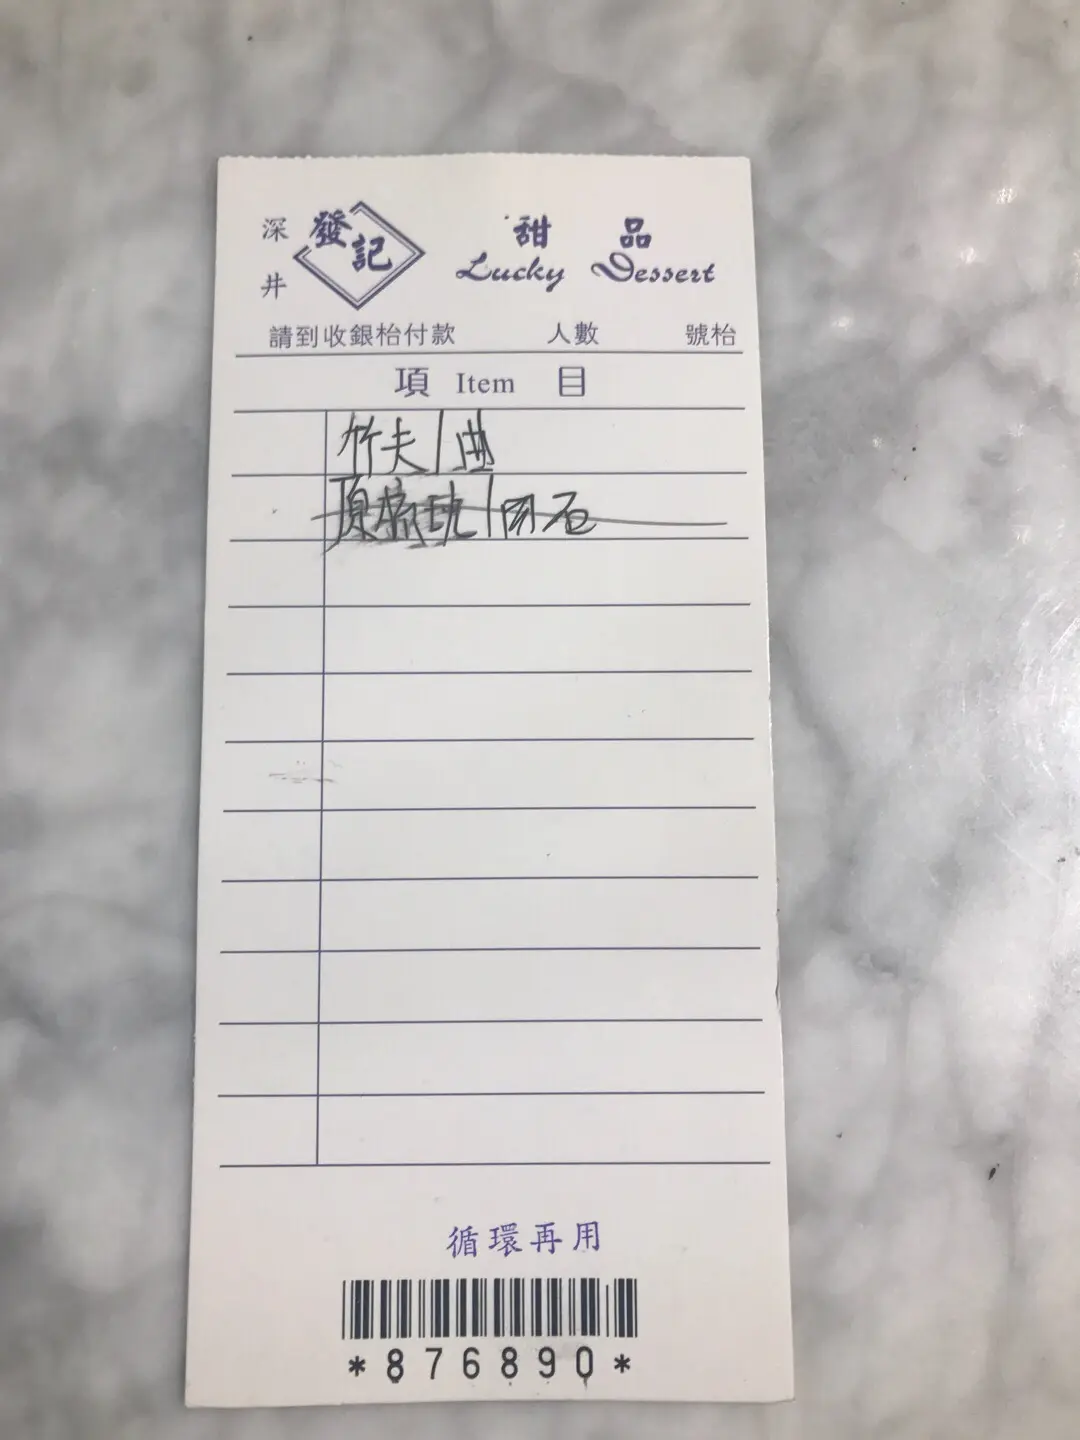 深井 發記 甜品
Lucky Dessert
請到收銀枱付款 人數 號枱
項 Item 目
竹夫/曲
循環再用
*876890*